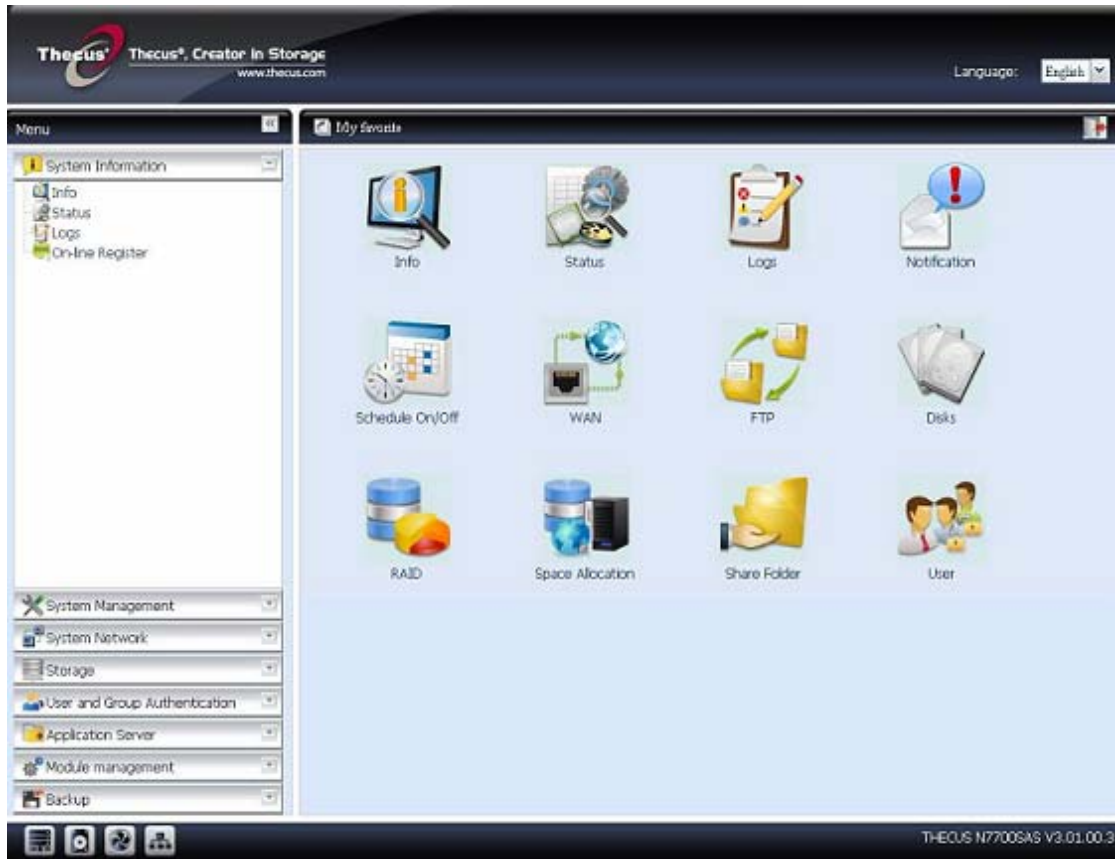 Thecus® Thecus®, Creator in Storage
www.thecus.com
Language: English
Menu
My favorite
System Information
Info
Status
Logs
On-line Register
Info Status Logs Notification
Schedule On/Off WAN FTP Disks
RAID Space Allocation Share Folder User
System Management
System Network
Storage
User and Group Authentication
Application Server
Module management
Backup
THECUS N7700SAS V3.01.00.3